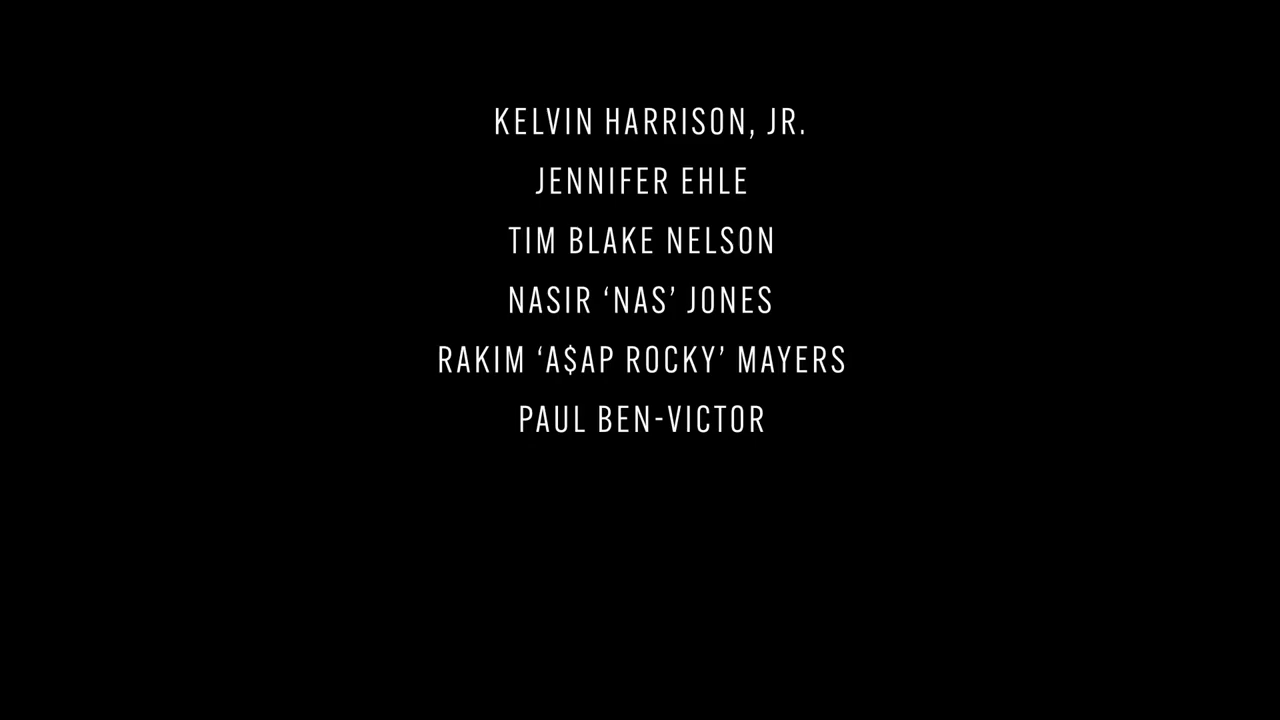 KELVIN HARRISON, JR.
JENNIFER EHLE
TIM BLAKE NELSON
NASIR ‘NAS’ JONES
RAKIM ‘A$AP ROCKY’ MAYERS
PAUL BEN-VICTOR